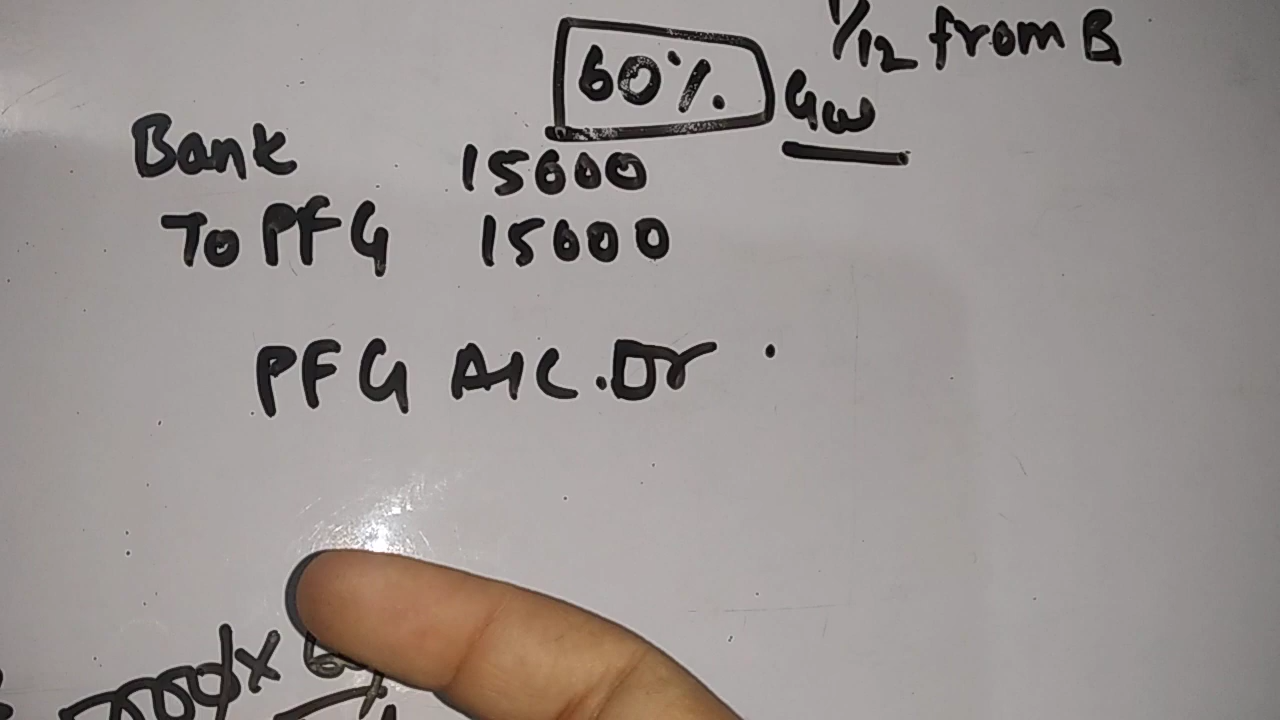 1/12 from B
60% GW
Bank 15000
To PFG 15000
PFG A/C .Dr